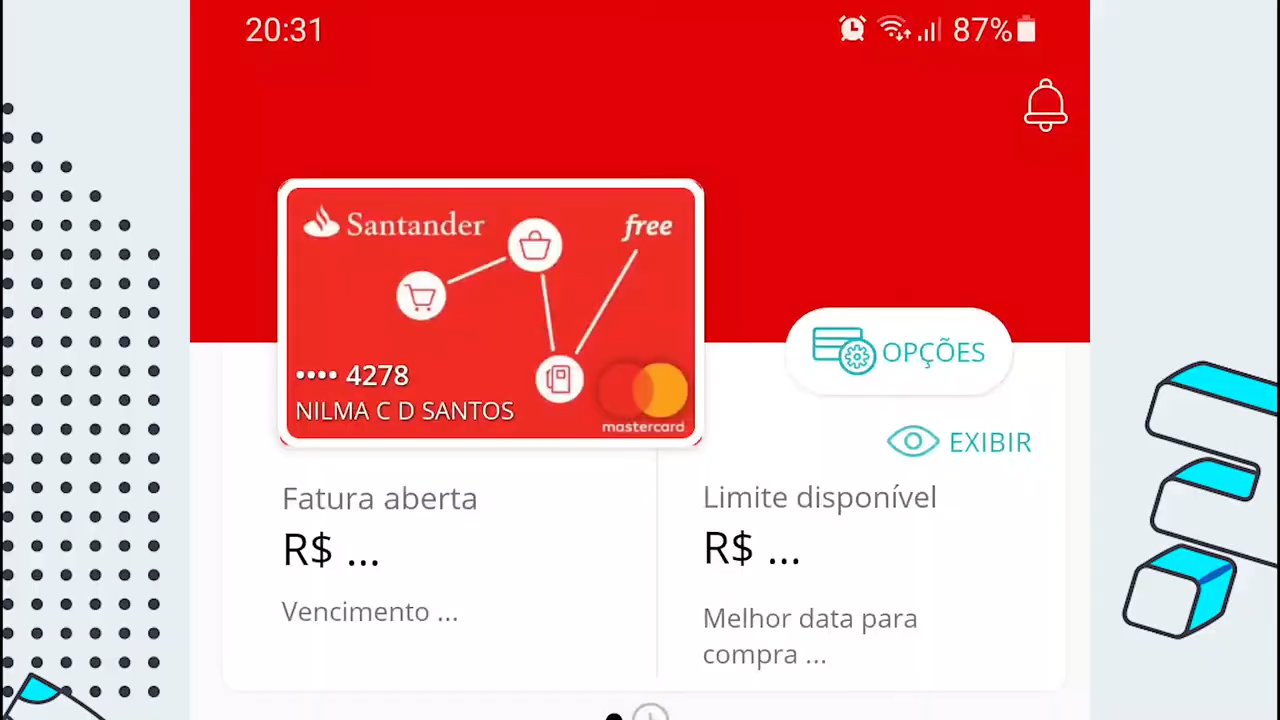 20:31
87%
Santander
free
•••• 4278
NILMA C D SANTOS
mastercard
OPÇÕES
EXIBIR
Fatura aberta
R$ ...
Vencimento ...
Limite disponível
R$ ...
Melhor data para
compra ...